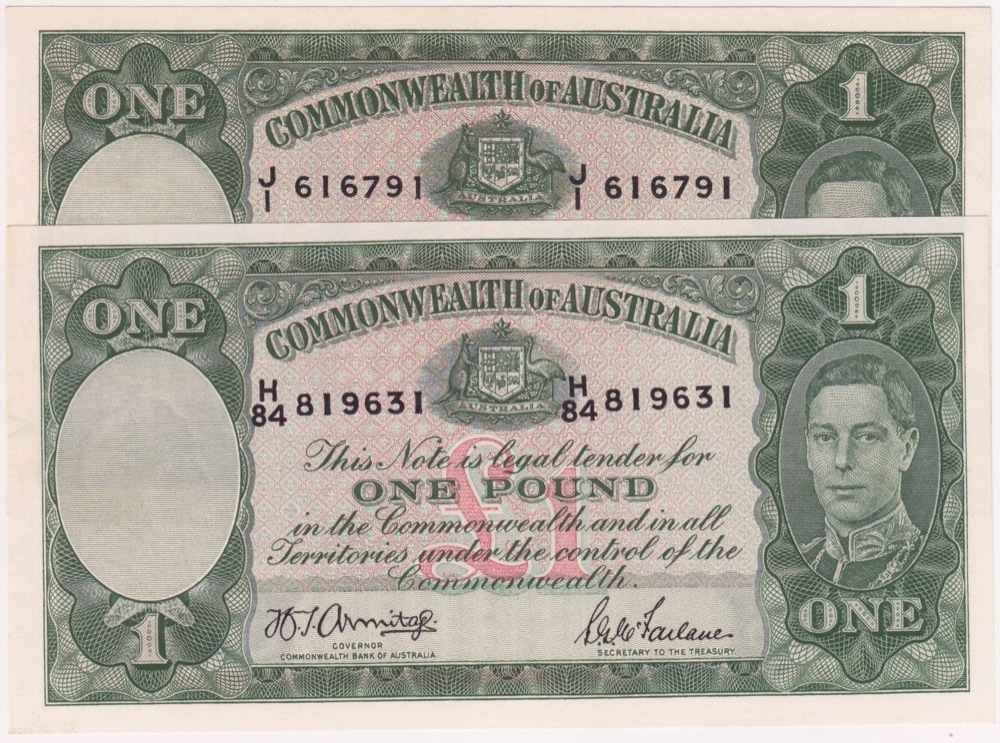 ONE
1
COMMONWEALTH OF AUSTRALIA
AUSTRALIA
J/1 616791 J/1 616791
ONE
1
COMMONWEALTH OF AUSTRALIA
AUSTRALIA
H/84 819631 H/84 819631
This Note is legal tender for
£1
ONE POUND
in the Commonwealth and in all
Territories under the control of the
Commonwealth.
H.T. Armitage.
GOVERNOR
COMMONWEALTH BANK OF AUSTRALIA.
S.G. McFarlane
SECRETARY TO THE TREASURY.
1
ONE